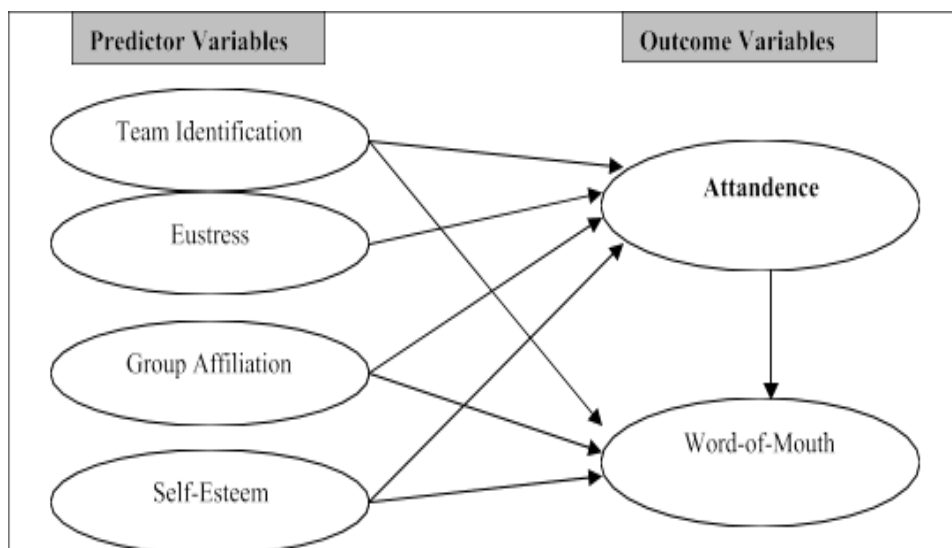 Predictor Variables
Outcome Variables
Team Identification
Eustress
Group Affiliation
Self-Esteem
Attandence
Word-of-Mouth